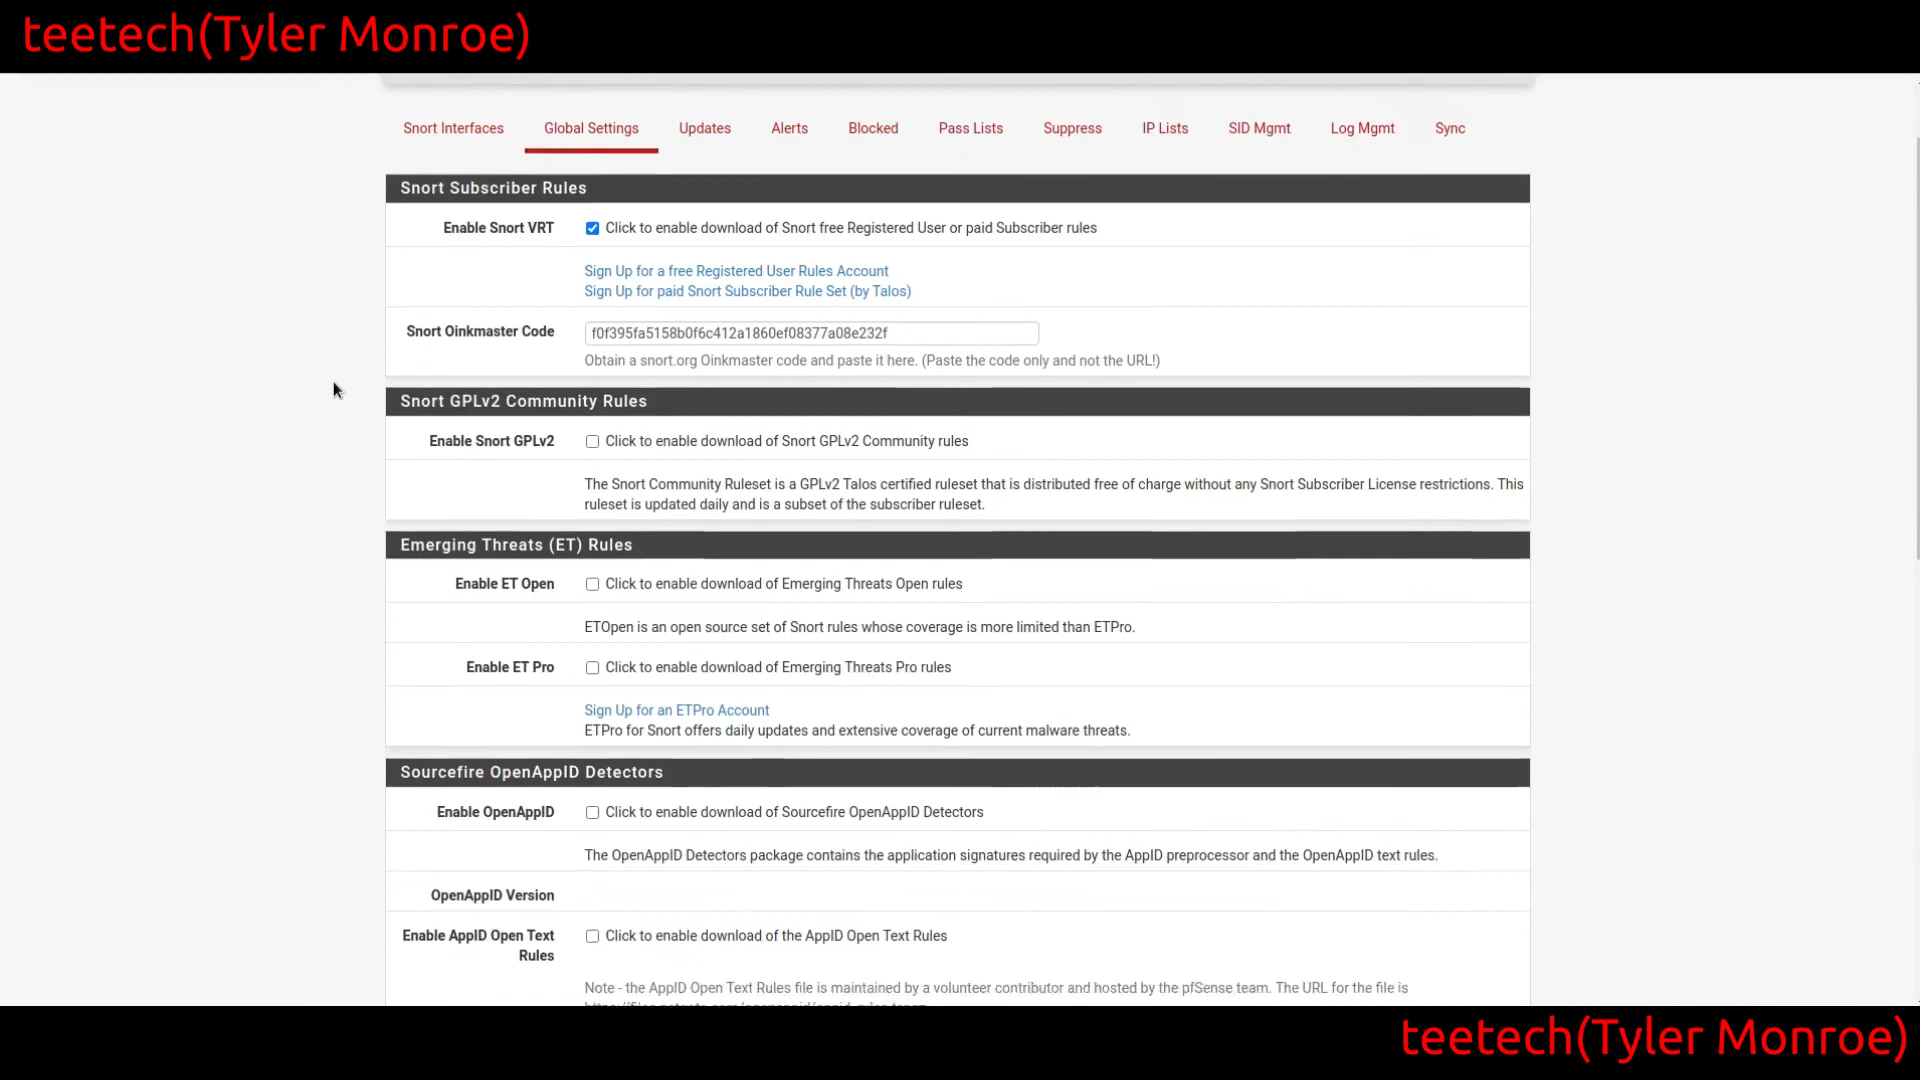 teetech(Tyler Monroe)
Snort Interfaces Global Settings Updates Alerts Blocked Pass Lists Suppress IP Lists SID Mgmt Log Mgmt Sync
Snort Subscriber Rules
Enable Snort VRT Click to enable download of Snort free Registered User or paid Subscriber rules
Sign Up for a free Registered User Rules Account
Sign Up for paid Snort Subscriber Rule Set (by Talos)
Snort Oinkmaster Code f0f395fa5158b0f6c412a1860ef08377a08e232f
Obtain a snort.org Oinkmaster code and paste it here. (Paste the code only and not the URL!)
Snort GPLv2 Community Rules
Enable Snort GPLv2 Click to enable download of Snort GPLv2 Community rules
The Snort Community Ruleset is a GPLv2 Talos certified ruleset that is distributed free of charge without any Snort Subscriber License restrictions. This
ruleset is updated daily and is a subset of the subscriber ruleset.
Emerging Threats (ET) Rules
Enable ET Open Click to enable download of Emerging Threats Open rules
ETOpen is an open source set of Snort rules whose coverage is more limited than ETPro.
Enable ET Pro Click to enable download of Emerging Threats Pro rules
Sign Up for an ETPro Account
ETPro for Snort offers daily updates and extensive coverage of current malware threats.
Sourcefire OpenAppID Detectors
Enable OpenAppID Click to enable download of Sourcefire OpenAppID Detectors
The OpenAppID Detectors package contains the application signatures required by the AppID preprocessor and the OpenAppID text rules.
OpenAppID Version
Enable AppID Open Text Click to enable download of the AppID Open Text Rules
Rules
Note - the AppID Open Text Rules file is maintained by a volunteer contributor and hosted by the pfSense team. The URL for the file is
teetech(Tyler Monroe)